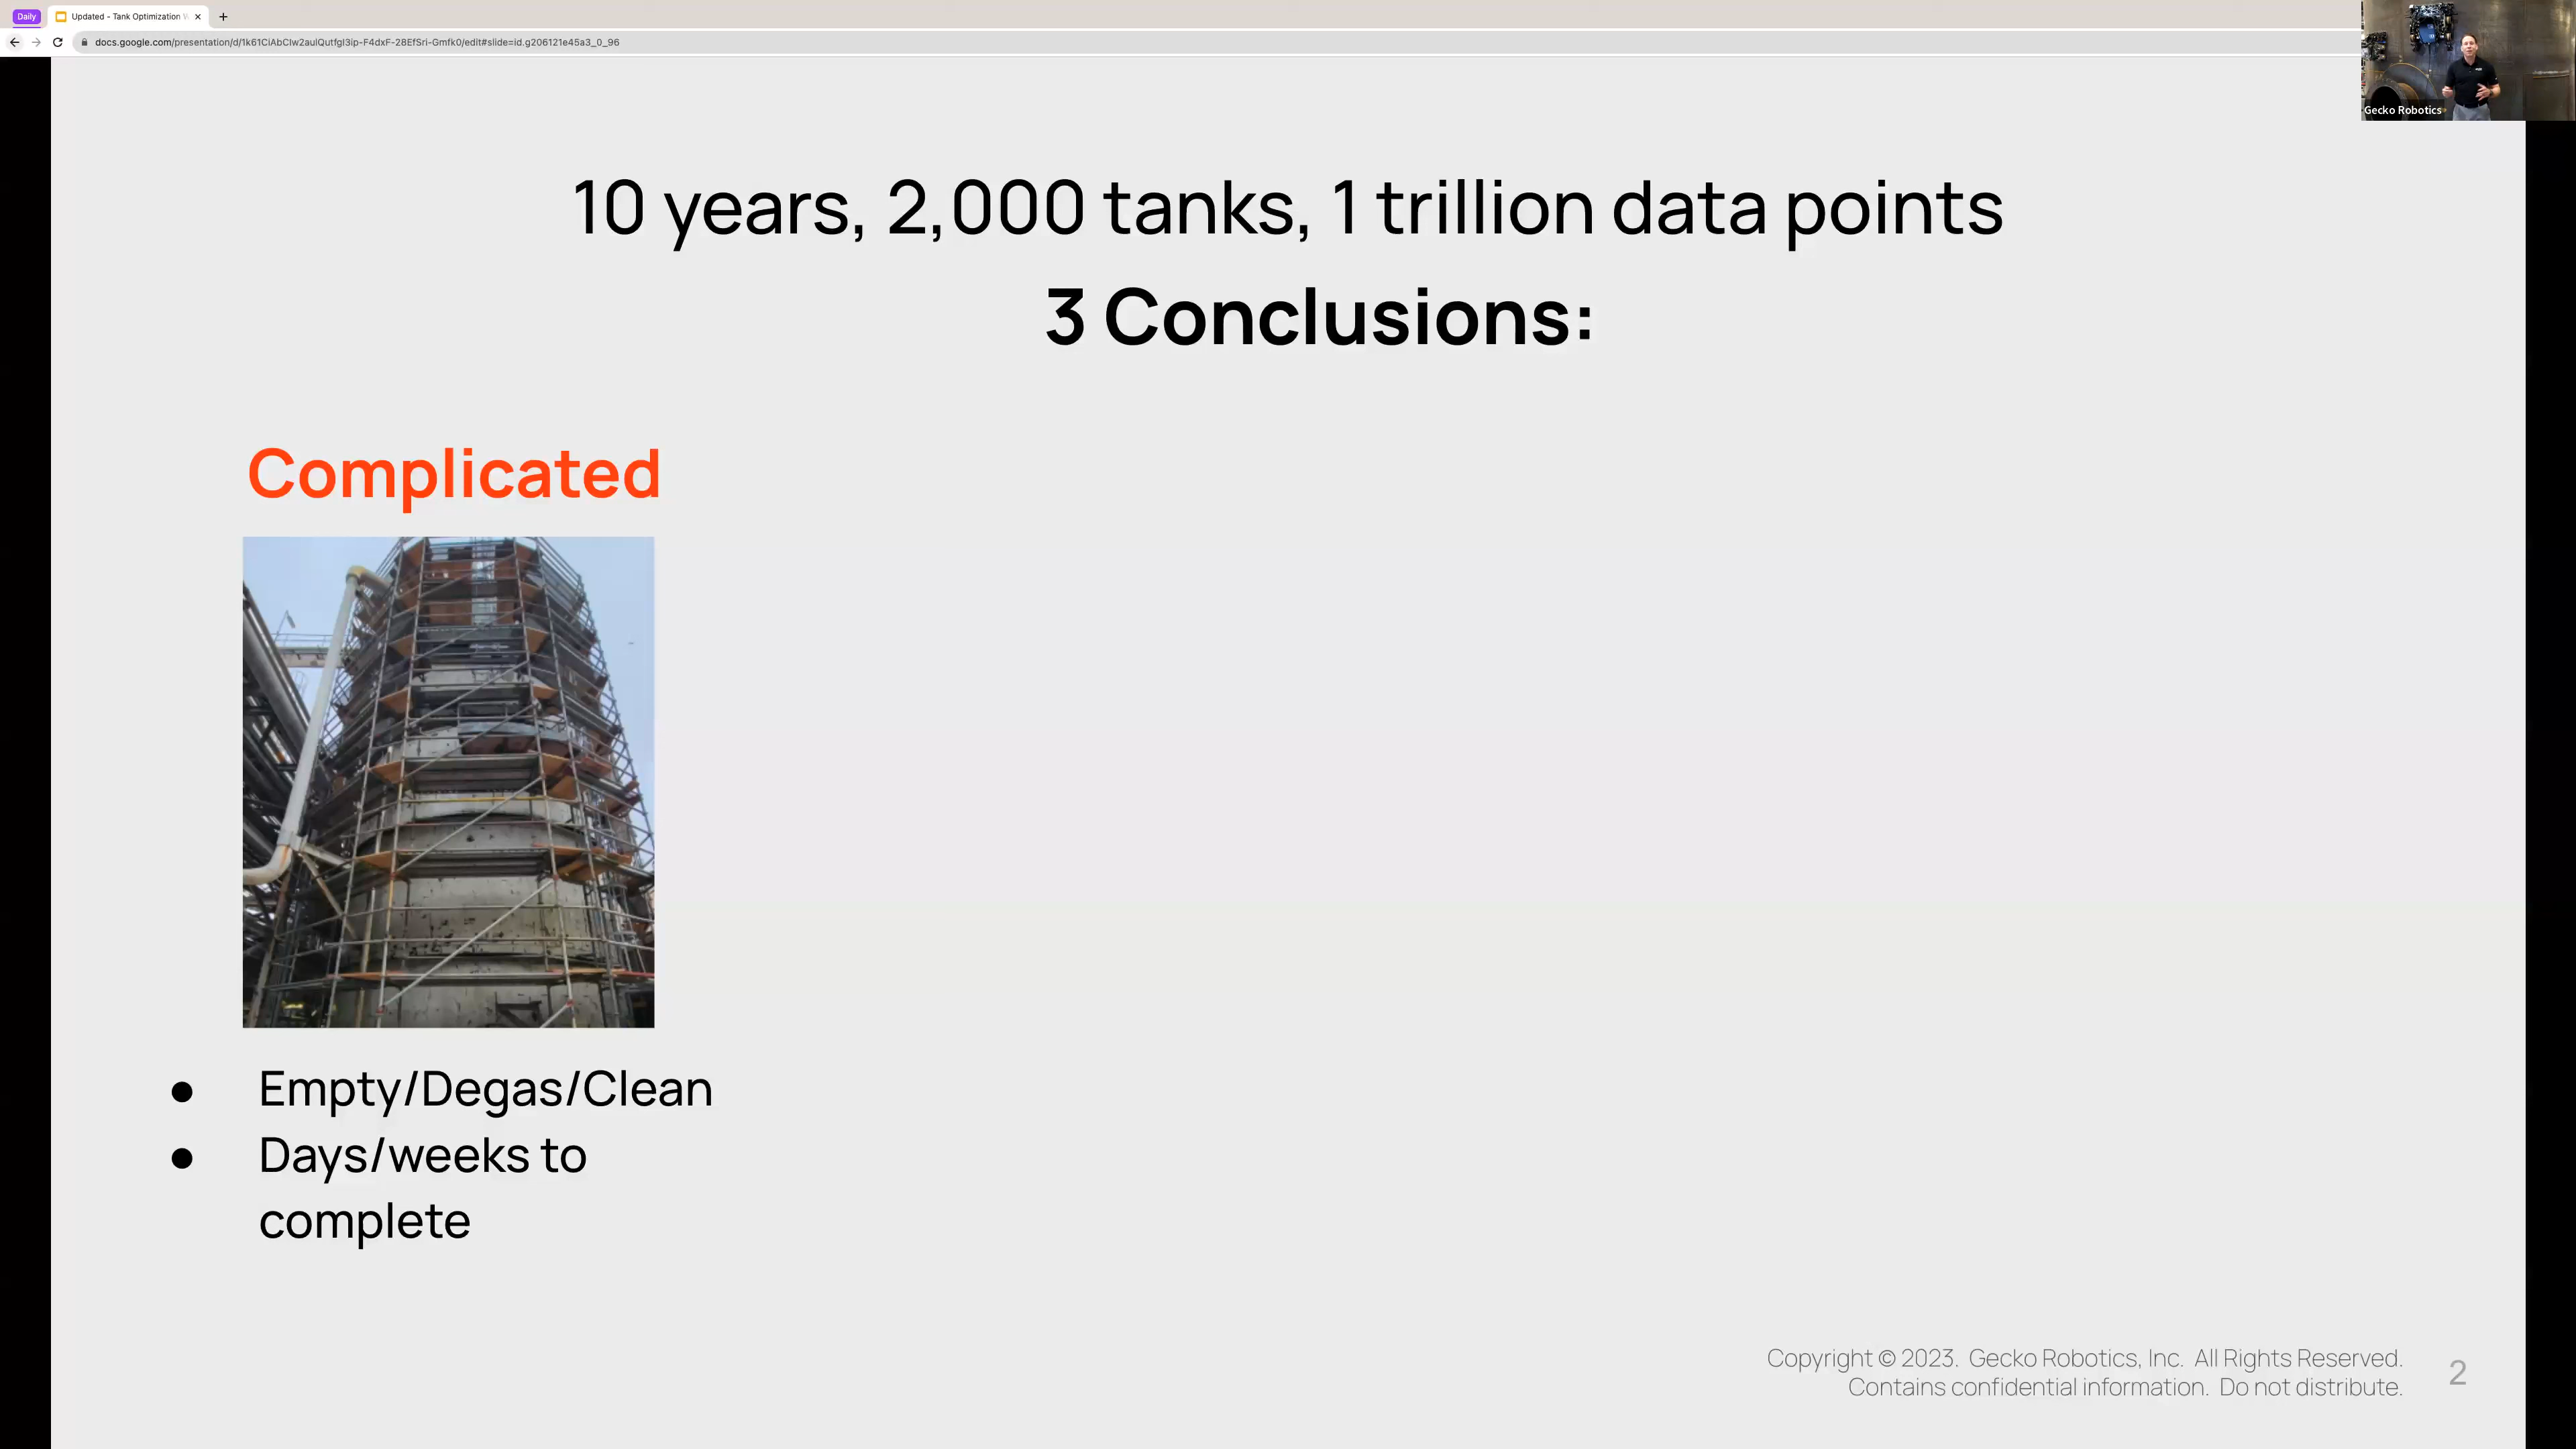 Daily
Updated - Tank Optimization
docs.google.com/presentation/d/1k61CiAbCIw2aulQutfgI3ip-F4dxF-28EfSri-Gmfk0/edit#slide=id.g206121e45a3_0_96
Gecko Robotics
10 years, 2,000 tanks, 1 trillion data points
3 Conclusions:
Complicated
● Empty/Degas/Clean
● Days/weeks to
complete
Copyright © 2023. Gecko Robotics, Inc. All Rights Reserved.
Contains confidential information. Do not distribute.
2